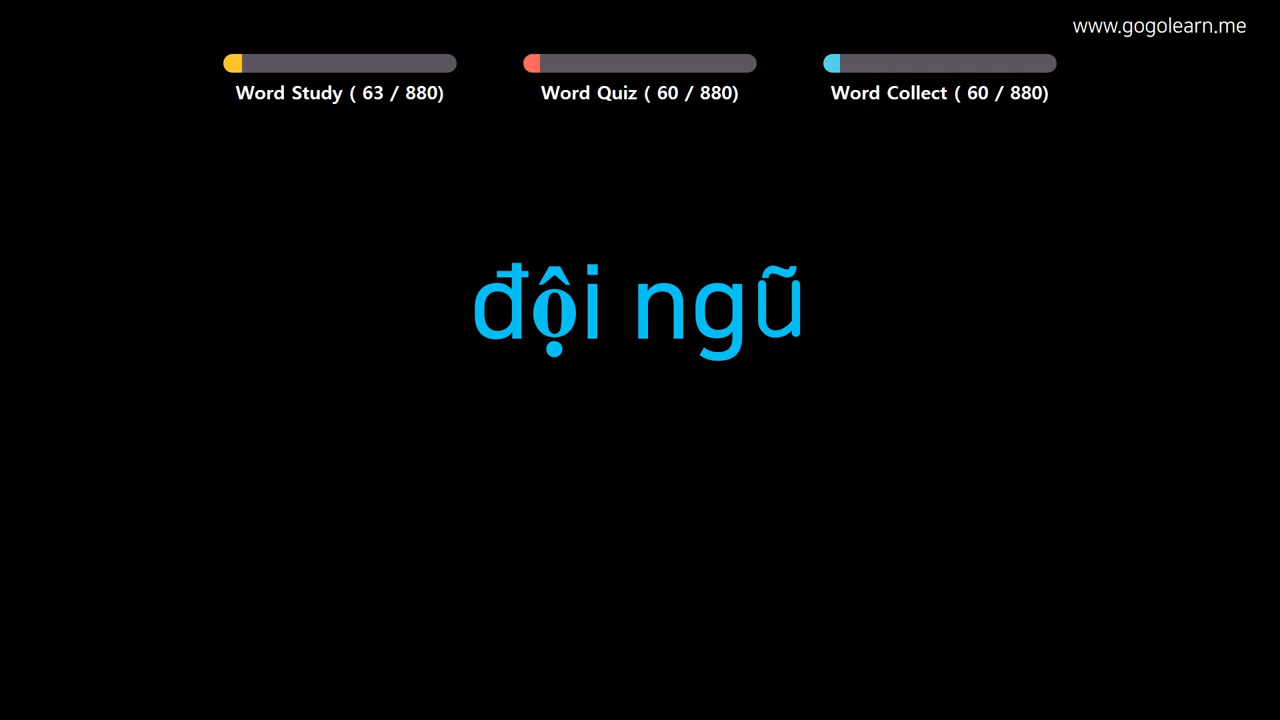 www.gogolearn.me
Word Study ( 63 / 880)
Word Quiz ( 60 / 880)
Word Collect ( 60 / 880)
đội ngũ